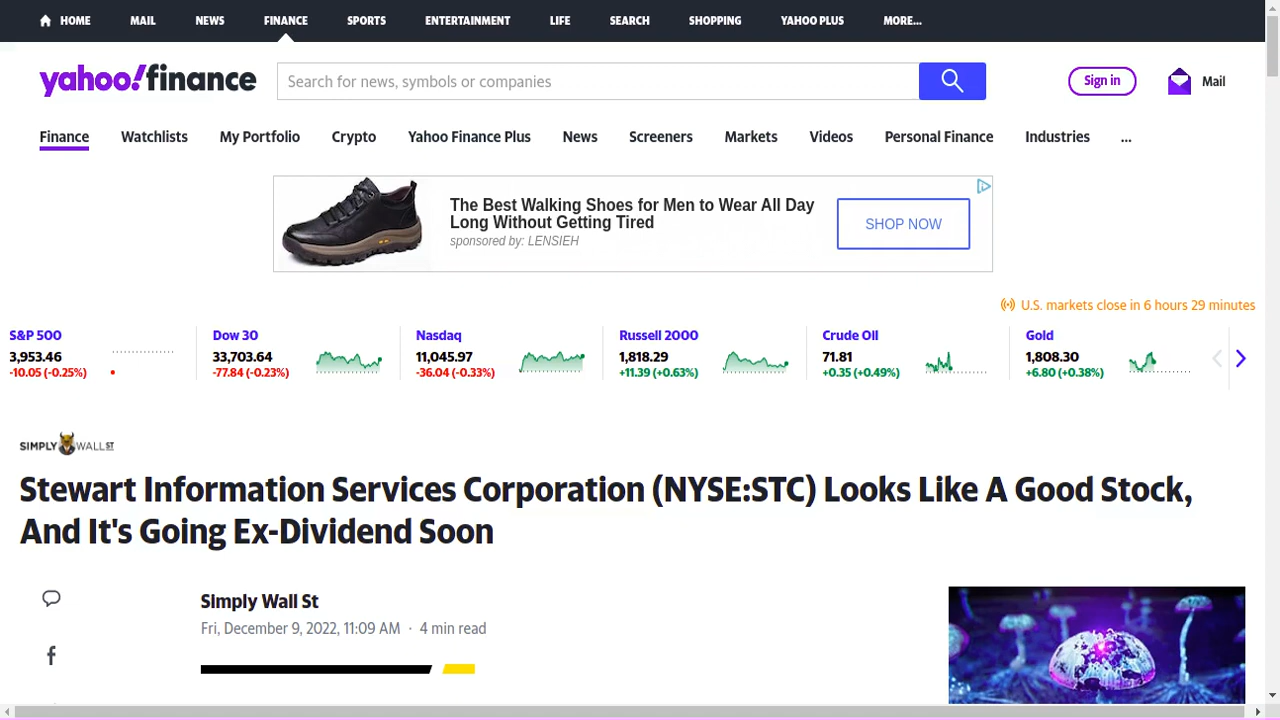 HOME MAIL NEWS FINANCE SPORTS ENTERTAINMENT LIFE SEARCH SHOPPING YAHOO PLUS MORE...
yahoo!finance
Search for news, symbols or companies
Sign in
Mail
Finance Watchlists My Portfolio Crypto Yahoo Finance Plus News Screeners Markets Videos Personal Finance Industries ...
The Best Walking Shoes for Men to Wear All Day
Long Without Getting Tired
sponsored by: LENSIEH
SHOP NOW
U.S. markets close in 6 hours 29 minutes
S&P 500
3,953.46
-10.05 (-0.25%)
Dow 30
33,703.64
-77.84 (-0.23%)
Nasdaq
11,045.97
-36.04 (-0.33%)
Russell 2000
1,818.29
+11.39 (+0.63%)
Crude Oil
71.81
+0.35 (+0.49%)
Gold
1,808.30
+6.80 (+0.38%)
SIMPLY WALL ST
Stewart Information Services Corporation (NYSE:STC) Looks Like A Good Stock,
And It's Going Ex-Dividend Soon
Simply Wall St
Fri, December 9, 2022, 11:09 AM · 4 min read